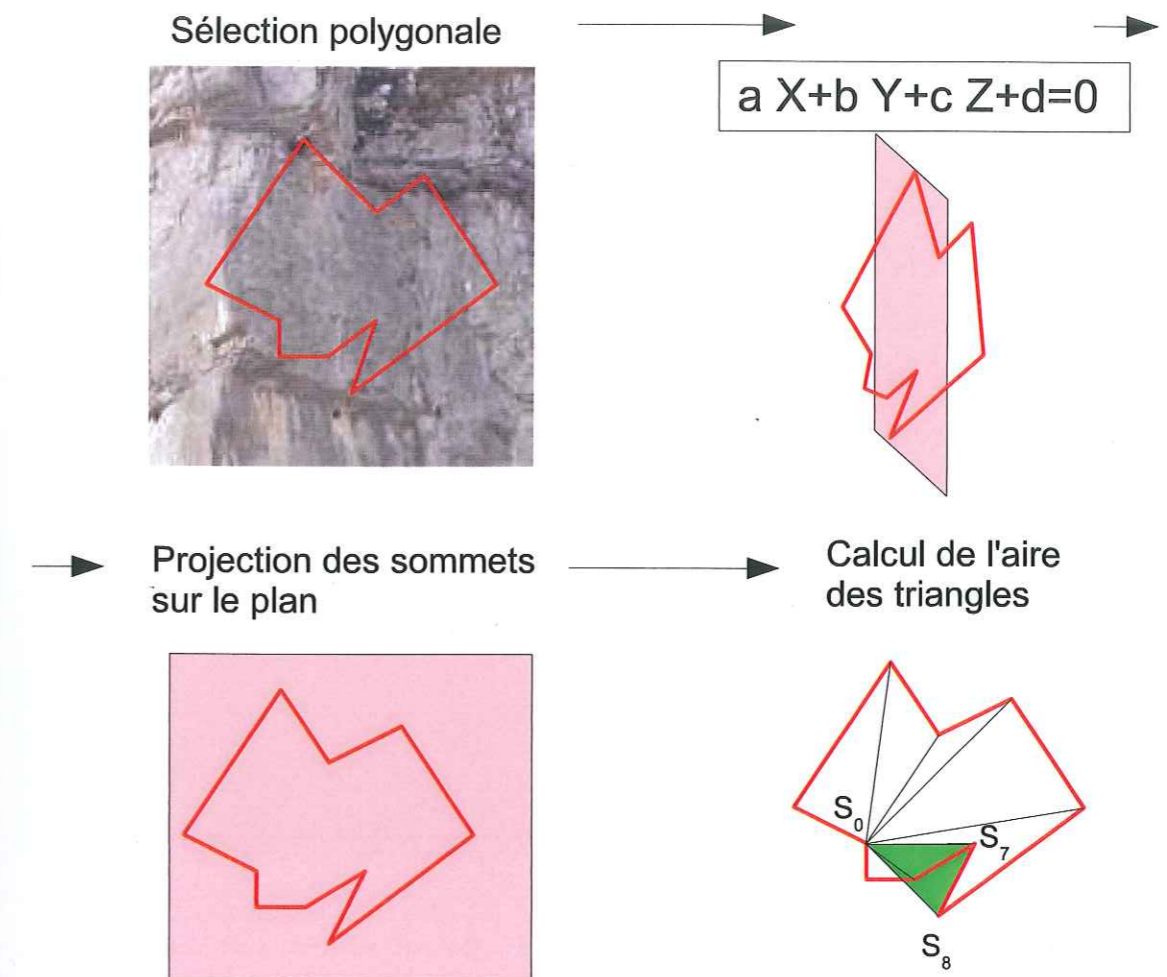 Sélection polygonale
a X+b Y+c Z+d=0
Projection des sommets
sur le plan
Calcul de l'aire
des triangles
S0
S7
S8